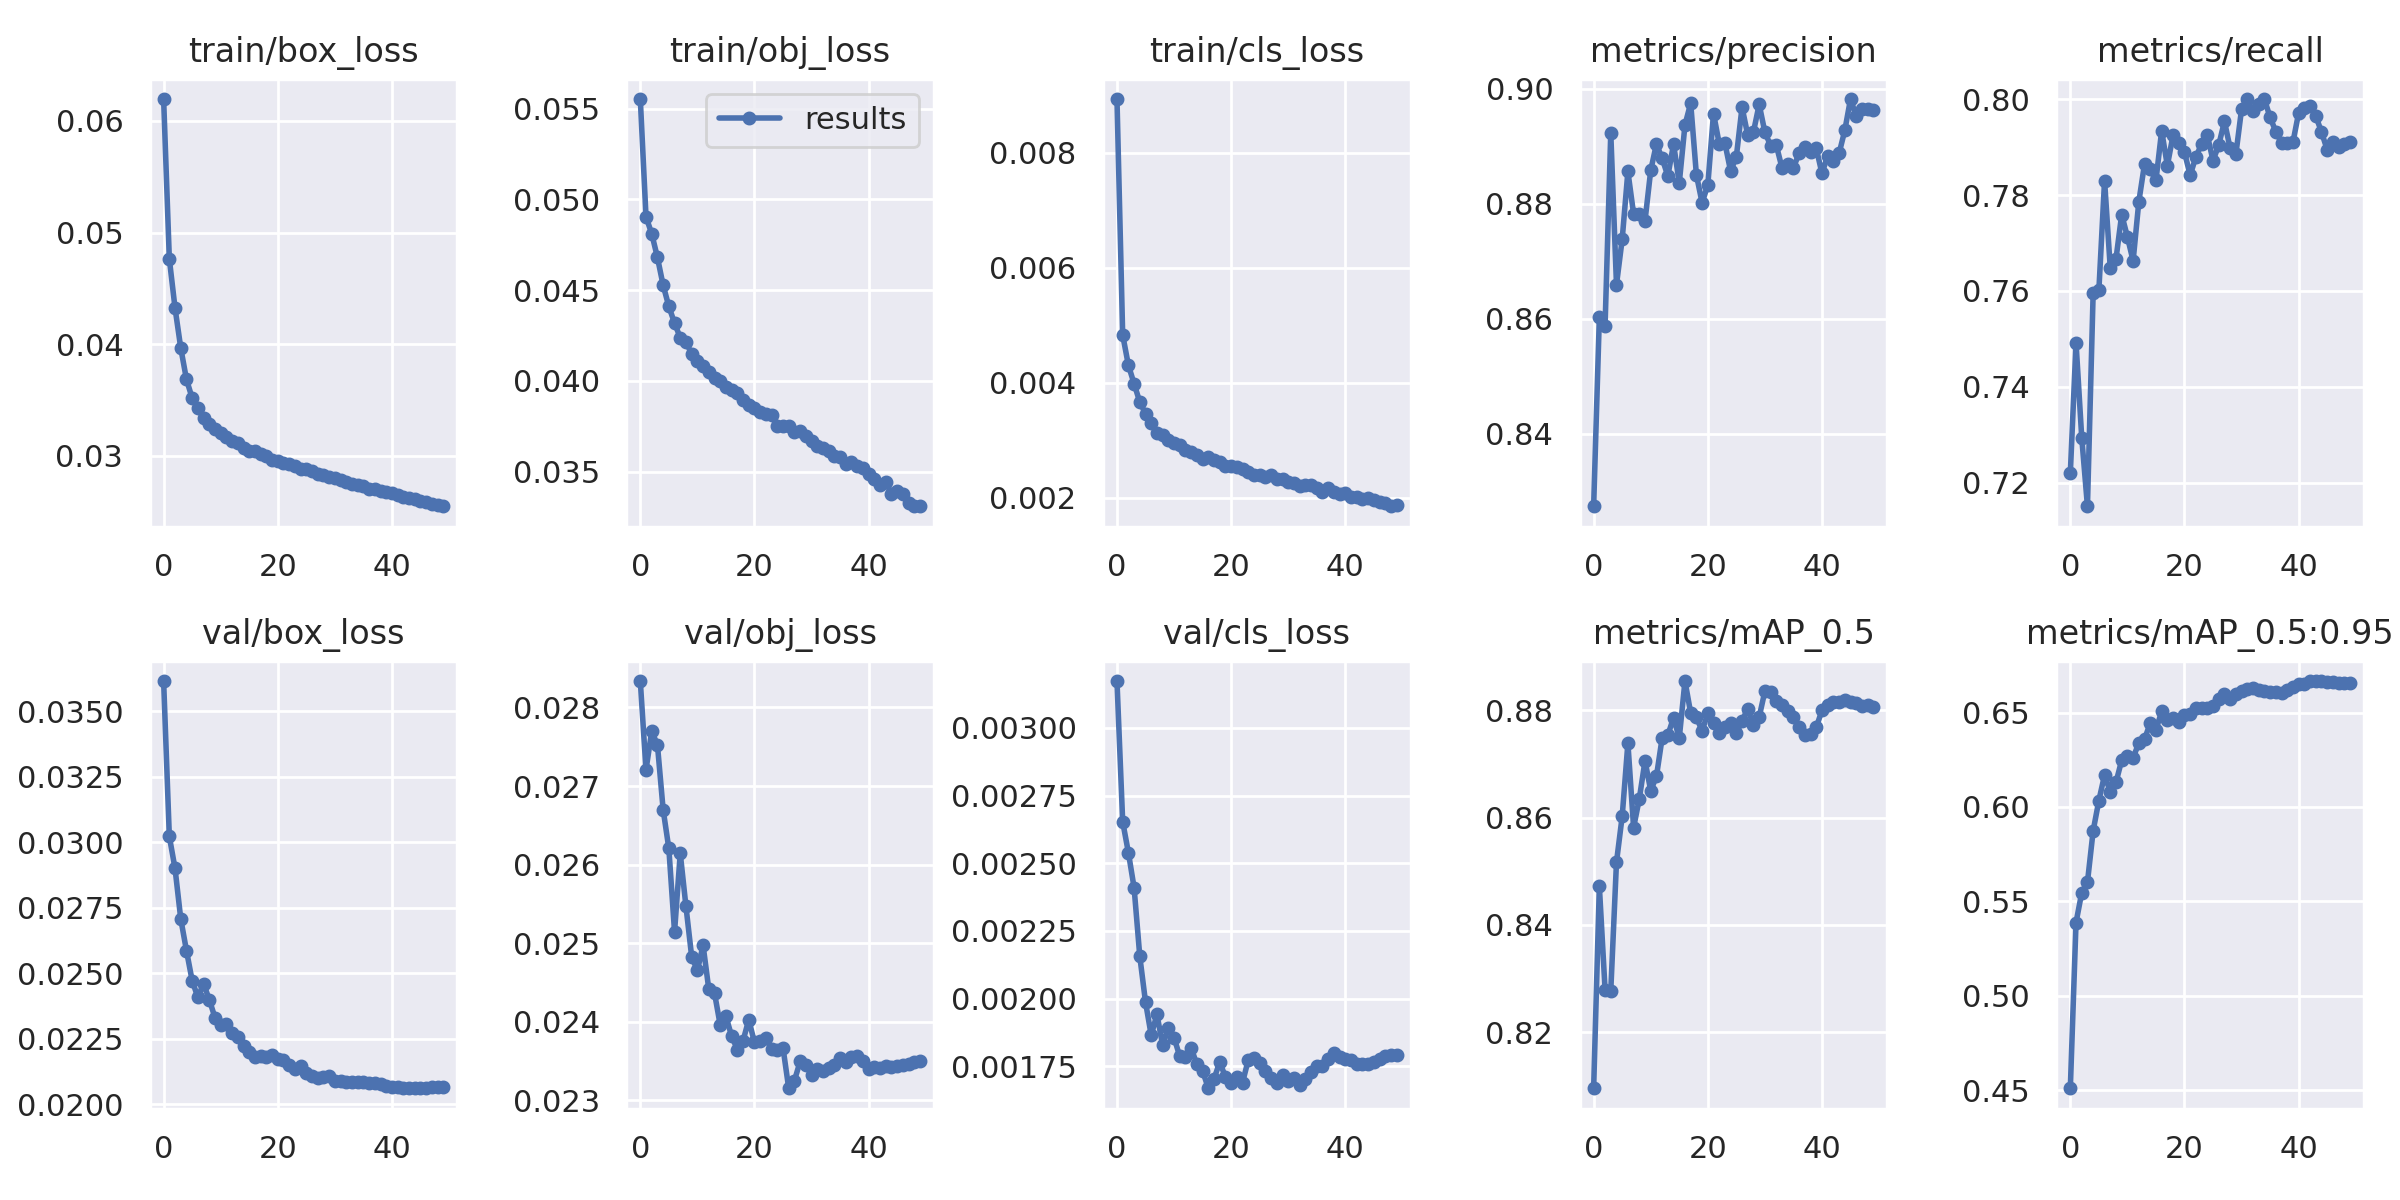 train/box_loss
0.06
0.05
0.04
0.03
0 20 40
train/obj_loss
results
0.055
0.050
0.045
0.040
0.035
0 20 40
train/cls_loss
0.008
0.006
0.004
0.002
0 20 40
metrics/precision
0.90
0.88
0.86
0.84
0 20 40
metrics/recall
0.80
0.78
0.76
0.74
0.72
0 20 40
val/box_loss
0.0350
0.0325
0.0300
0.0275
0.0250
0.0225
0.0200
0 20 40
val/obj_loss
0.028
0.027
0.026
0.025
0.024
0.023
0 20 40
val/cls_loss
0.00300
0.00275
0.00250
0.00225
0.00200
0.00175
0 20 40
metrics/mAP_0.5
0.88
0.86
0.84
0.82
0 20 40
metrics/mAP_0.5:0.95
0.65
0.60
0.55
0.50
0.45
0 20 40